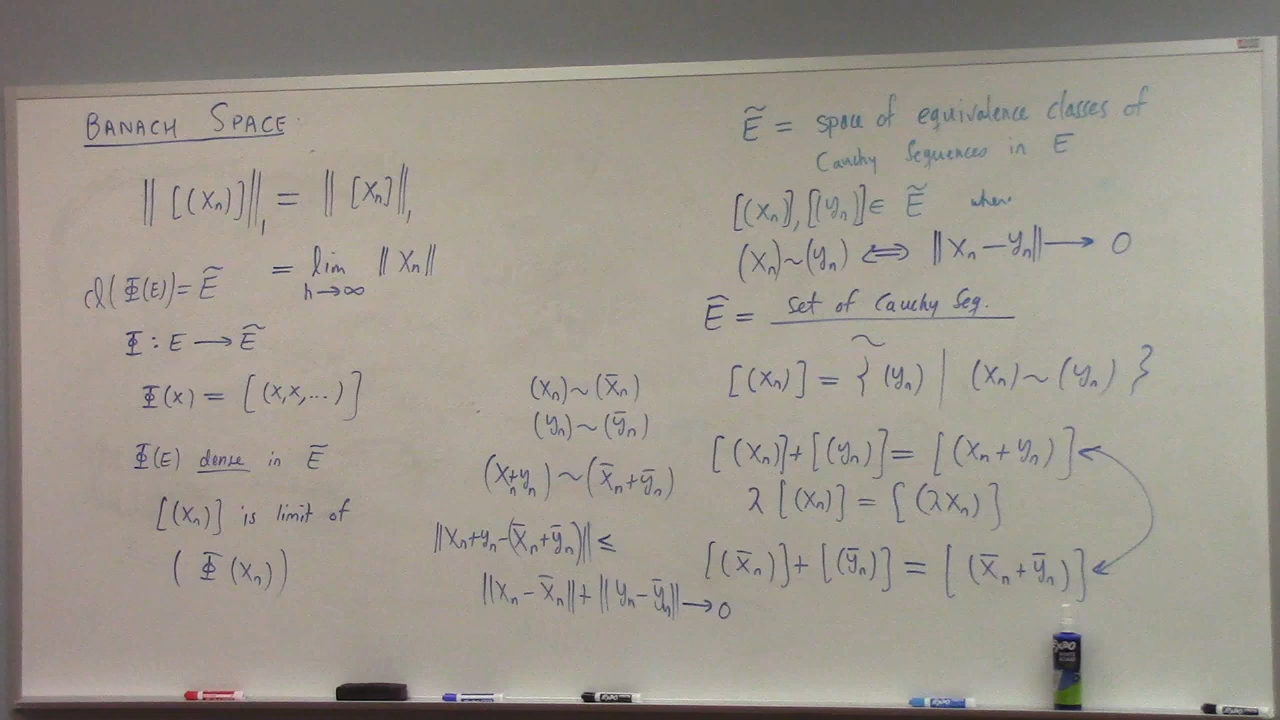 BANACH SPACE:
‖[(xₙ)]‖₁ = ‖[xₙ]‖₁
= lim ‖xₙ‖
n→∞
cl(Φ(E)) = Ẽ
Φ : E → Ẽ
Φ(x) = [(x,x,...)]
Φ(E) dense in Ẽ
[(xₙ)] is limit of
(Φ(xₙ))
(xₙ) ~ (x̄ₙ)
(yₙ) ~ (ȳₙ)
(xₙ+yₙ) ~ (x̄ₙ+ȳₙ)
‖xₙ+yₙ-(x̄ₙ+ȳₙ)‖ ≤
‖xₙ-x̄ₙ‖+‖yₙ-ȳₙ‖ → 0
Ẽ = space of equivalence classes of
Cauchy Sequences in E
[(xₙ)], [(yₙ)] ∈ Ẽ where
(xₙ)~(yₙ) ⟺ ‖xₙ-yₙ‖ → 0
Ẽ = set of Cauchy Seq.
~
[(xₙ)] = {(yₙ) | (xₙ) ~ (yₙ)}
[(xₙ)]+[(yₙ)] = [(xₙ+yₙ)]
λ[(xₙ)] = [(λxₙ)]
[(x̄ₙ)]+[(ȳₙ)] = [(x̄ₙ+ȳₙ)]
EXPO